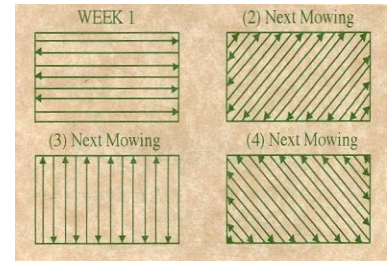 WEEK 1
(2) Next Mowing
(3) Next Mowing
(4) Next Mowing